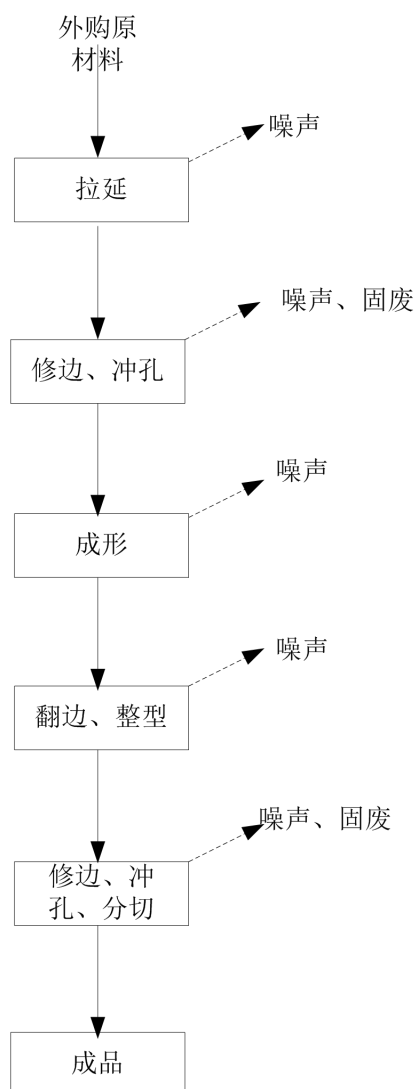 外购原
材料
噪声
拉延
噪声、固废
修边、冲孔
噪声
成形
噪声
翻边、整型
噪声、固废
修边、冲
孔、分切
成品